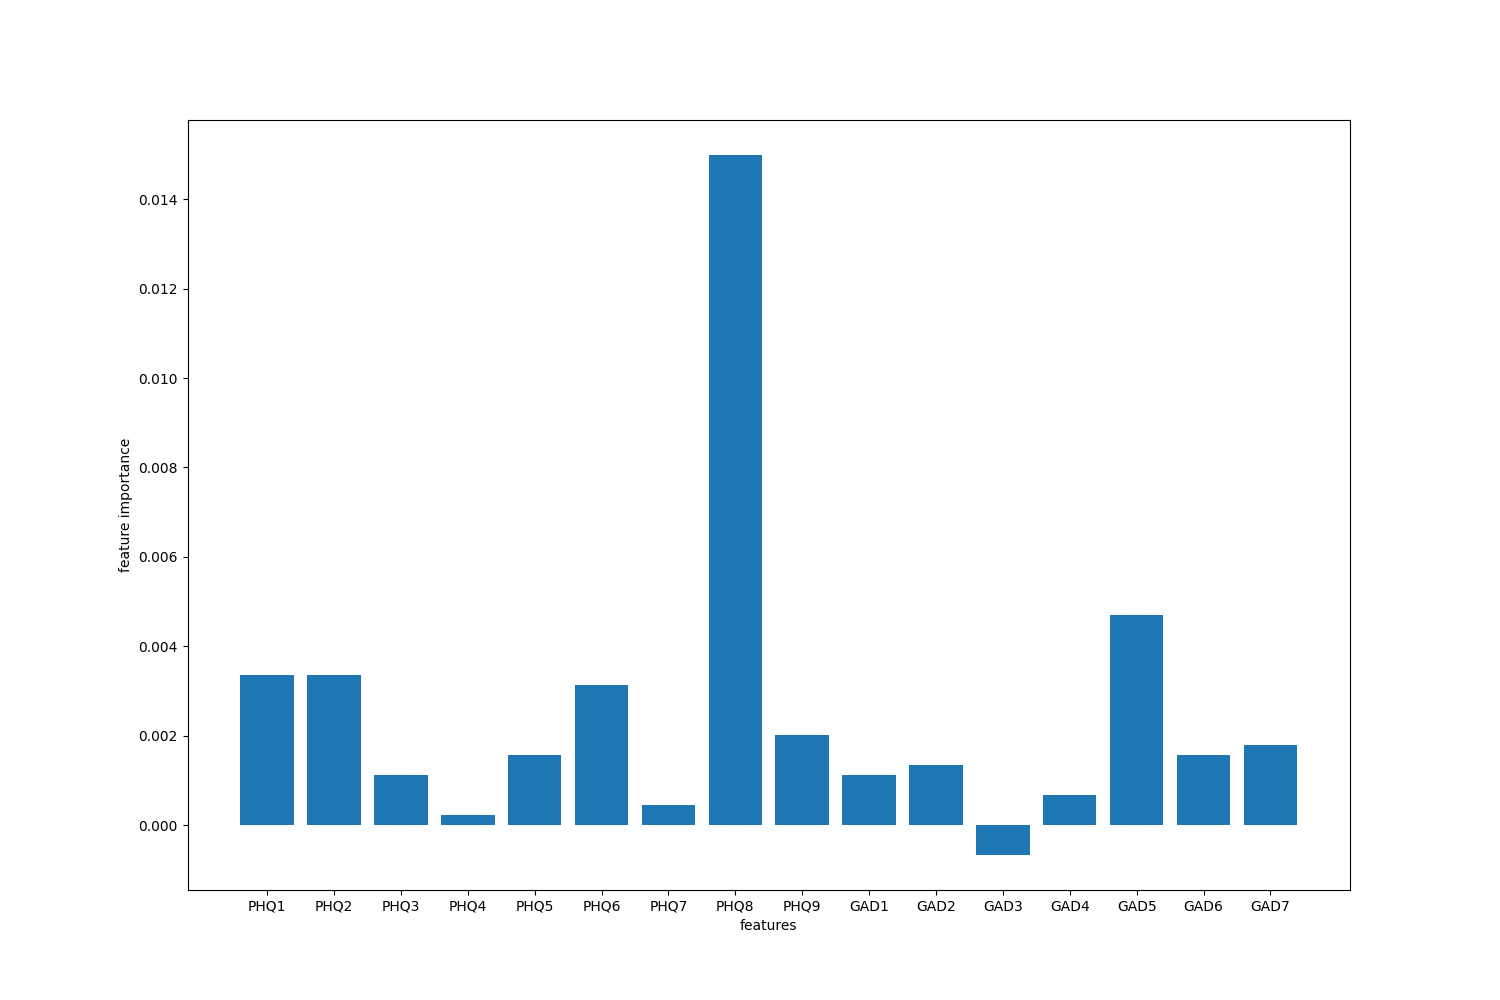 0.014
0.012
0.010
0.008
0.006
0.004
0.002
0.000
feature importance
PHQ1 PHQ2 PHQ3 PHQ4 PHQ5 PHQ6 PHQ7 PHQ8 PHQ9 GAD1 GAD2 GAD3 GAD4 GAD5 GAD6 GAD7
features